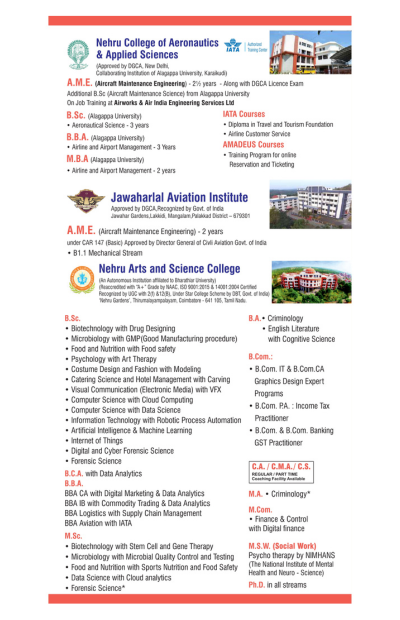 Nehru College of Aeronautics
& Applied Sciences
(Approved by DGCA, New Delhi,
Collaborating Institution of Alagappa University, Karaikudi)
IATA
Authorized
Training Centre
A.M.E. (Aircraft Maintenance Engineering) - 2½ years - Along with DGCA Licence Exam
Additional B.Sc (Aircraft Maintenance Science) from Alagappa University
On Job Training at Airworks & Air India Engineering Services Ltd
B.Sc. (Alagappa University)
• Aeronautical Science - 3 years
B.B.A. (Alagappa University)
• Airline and Airport Management - 3 Years
M.B.A (Alagappa University)
• Airline and Airport Management - 2 years
IATA Courses
• Diploma in Travel and Tourism Foundation
• Airline Customer Service
AMADEUS Courses
• Training Program for online
Reservation and Ticketing
Jawaharlal Aviation Institute
Approved by DGCA,Recognized by Govt. of India
Jawahar Gardens,Lakkidi, Mangalam,Palakkad District – 679301
A.M.E. (Aircraft Maintenance Engineering) - 2 years
under CAR 147 (Basic) Approved by Director General of Civil Aviation Govt. of India
• B1.1 Mechanical Stream
Nehru Arts and Science College
(An Autonomous Institution affiliated to Bharathiar University)
(Reaccredited with "A+" Grade by NAAC, ISO 9001:2015 & 14001:2004 Certified
Recognized by UGC with 2(f) &12(B), Under Star College Scheme by DBT, Govt. of India)
'Nehru Gardens', Thirumalayampalayam, Coimbatore - 641 105, Tamil Nadu.
B.Sc.
• Biotechnology with Drug Designing
• Microbiology with GMP(Good Manufacturing procedure)
• Food and Nutrition with Food safety
• Psychology with Art Therapy
• Costume Design and Fashion with Modeling
• Catering Science and Hotel Management with Carving
• Visual Communication (Electronic Media) with VFX
• Computer Science with Cloud Computing
• Computer Science with Data Science
• Information Technology with Robotic Process Automation
• Artificial Intelligence & Machine Learning
• Internet of Things
• Digital and Cyber Forensic Science
• Forensic Science
B.C.A. with Data Analytics
B.B.A.
BBA CA with Digital Marketing & Data Analytics
BBA IB with Commodity Trading & Data Analytics
BBA Logistics with Supply Chain Management
BBA Aviation with IATA
M.Sc.
• Biotechnology with Stem Cell and Gene Therapy
• Microbiology with Microbial Quality Control and Testing
• Food and Nutrition with Sports Nutrition and Food Safety
• Data Science with Cloud analytics
• Forensic Science*
B.A. • Criminology
• English Literature
with Cognitive Science
B.Com.:
• B.Com. IT & B.Com.CA
Graphics Design Expert
Programs
• B.Com. P.A. : Income Tax
Practitioner
• B.Com. & B.Com. Banking
GST Practitioner
C.A. / C.M.A./ C.S.
REGULAR / PART TIME
Coaching Facility Available
M.A. • Criminology*
M.Com.
• Finance & Control
with Digital finance
M.S.W. (Social Work)
Psycho therapy by NIMHANS
(The National Institute of Mental
Health and Neuro - Science)
Ph.D. in all streams